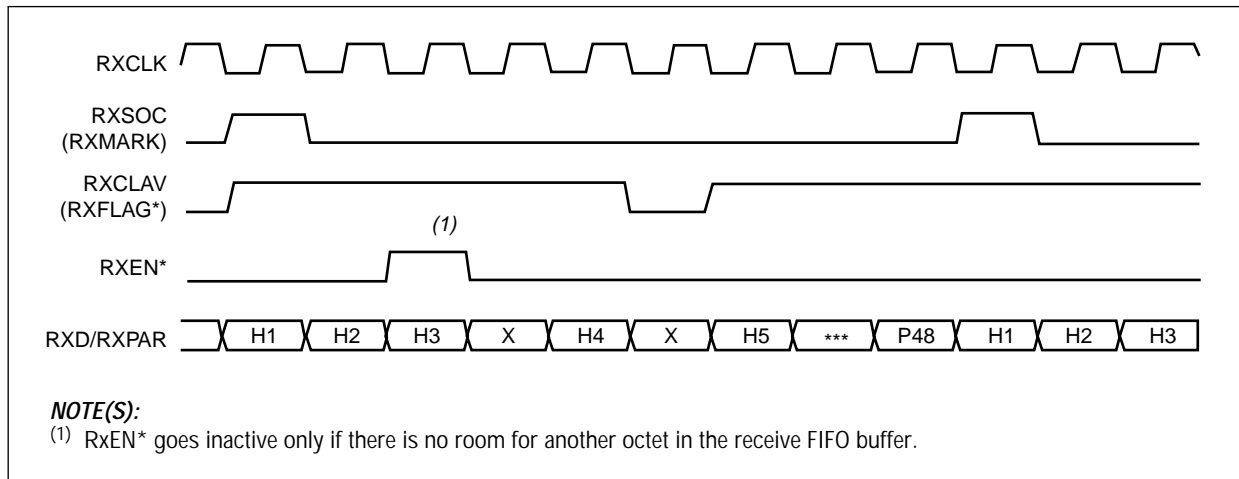 RXCLK
RXSOC
(RXMARK)
RXCLAV
(RXFLAG*)
(1)
RXEN*
RXD/RXPAR H1 H2 H3 X H4 X H5 *** P48 H1 H2 H3
NOTE(S):
(1) RxEN* goes inactive only if there is no room for another octet in the receive FIFO buffer.